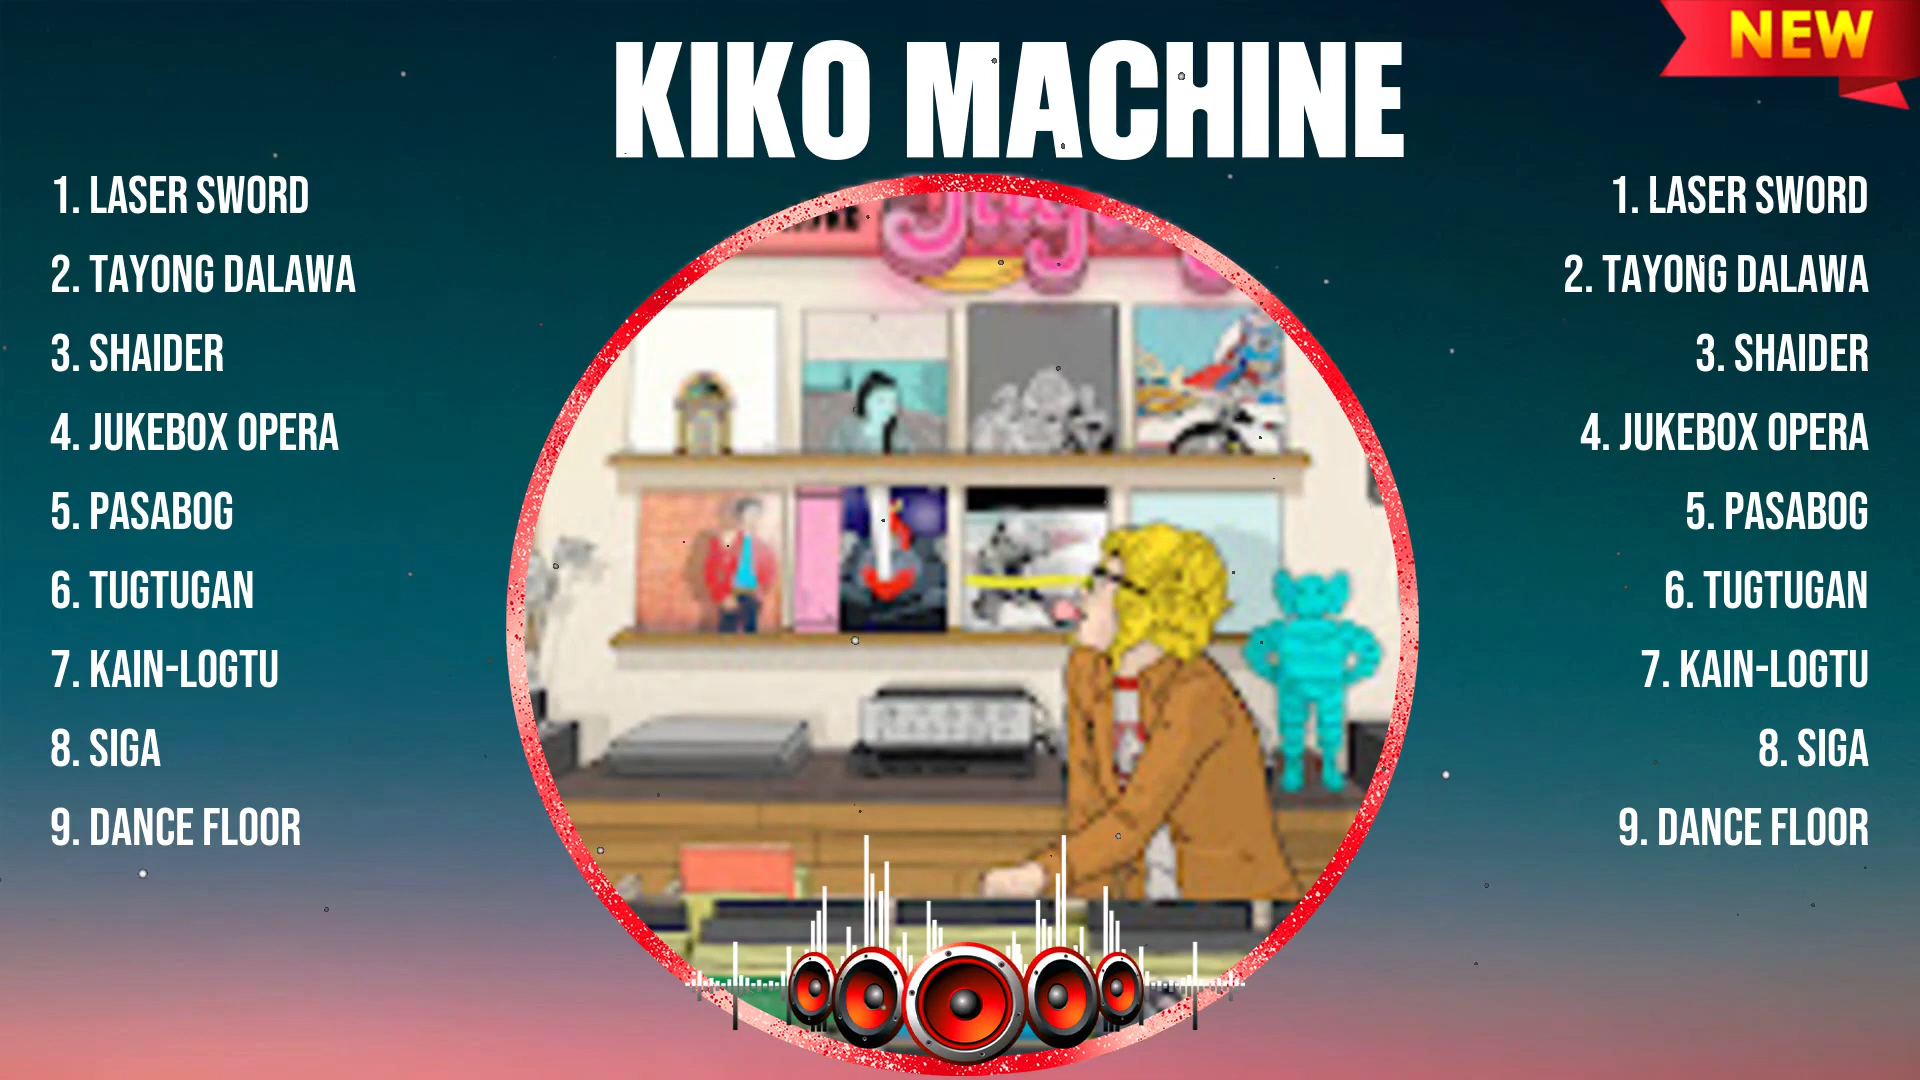 NEW
KIKO MACHINE
1. LASER SWORD
2. TAYONG DALAWA
3. SHAIDER
4. JUKEBOX OPERA
5. PASABOG
6. TUGTUGAN
7. KAIN-LOGTU
8. SIGA
9. DANCE FLOOR
1. LASER SWORD
2. TAYONG DALAWA
3. SHAIDER
4. JUKEBOX OPERA
5. PASABOG
6. TUGTUGAN
7. KAIN-LOGTU
8. SIGA
9. DANCE FLOOR